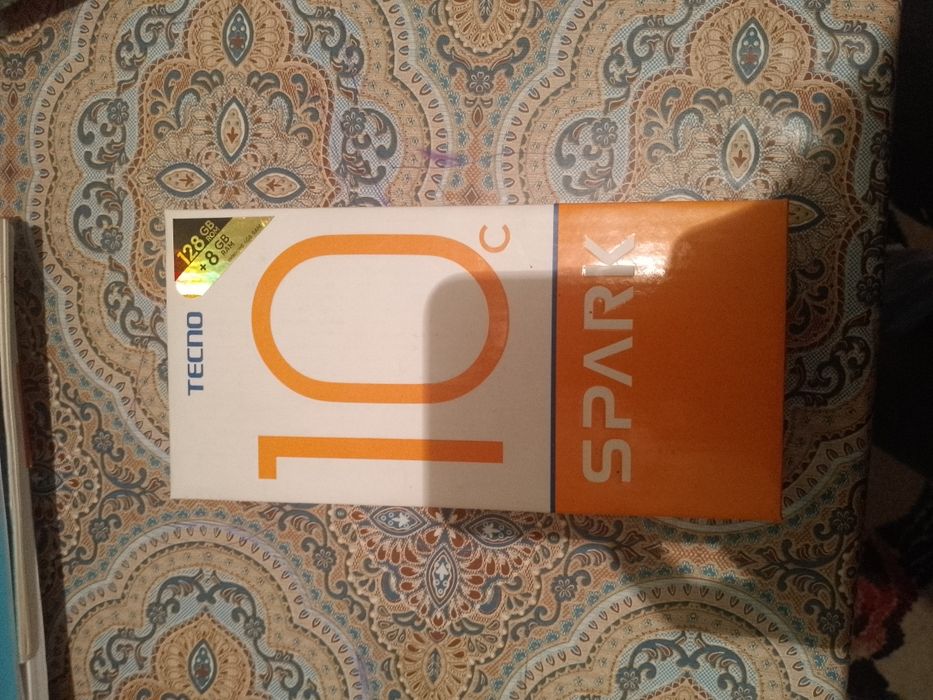 TECNO
128 GB
ROM
+ 8 GB
RAM
10 C
SPARK